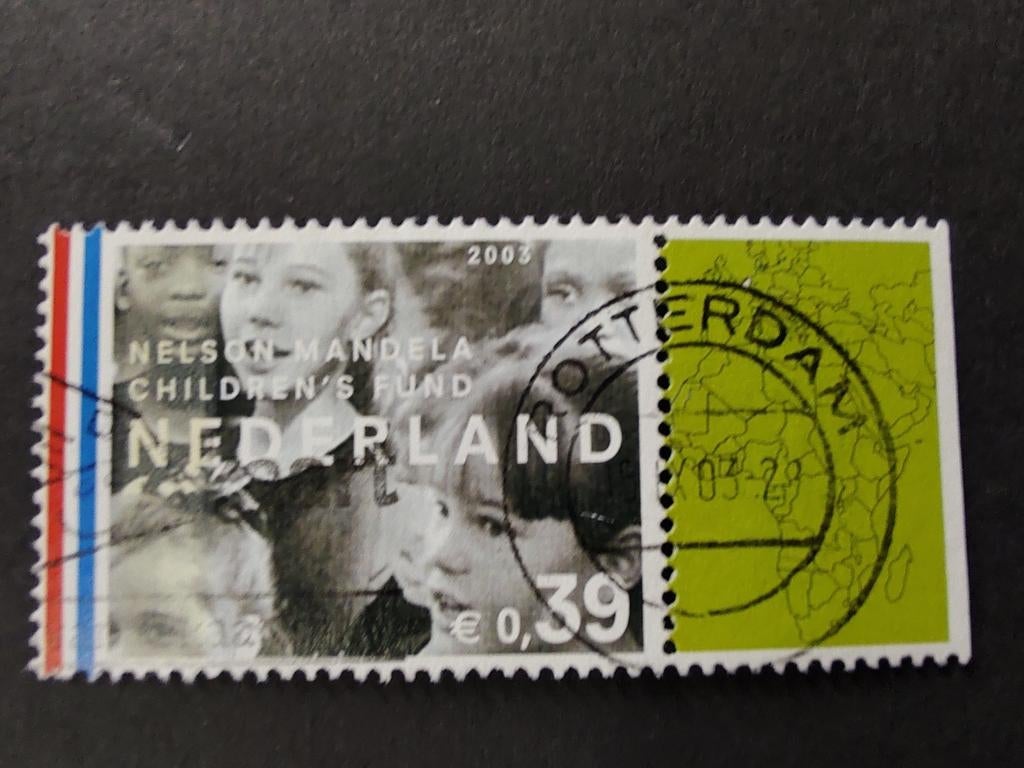 2003
NELSON MANDELA
CHILDREN'S FUND
NEDERLAND
€ 0,39
ROTTERDAM